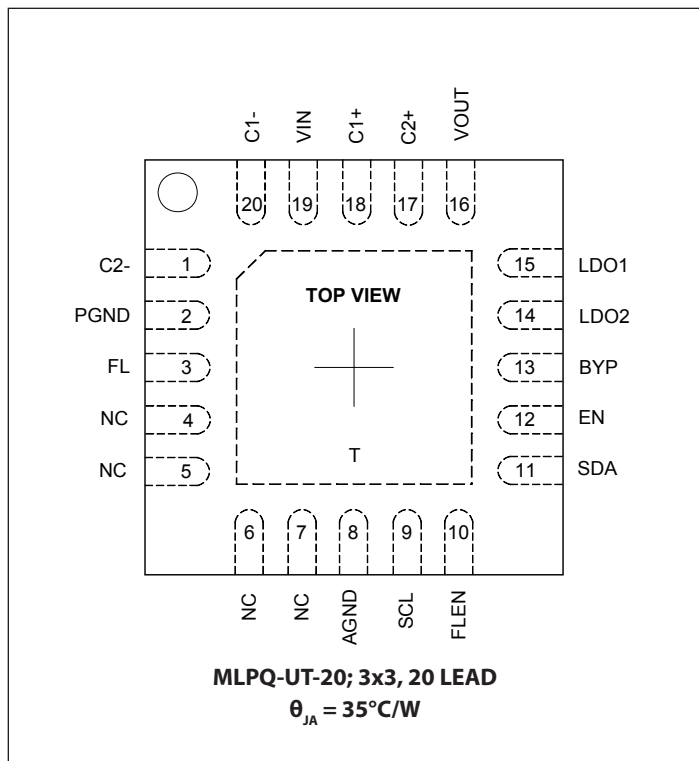 C1-
VIN
C1+
C2+
VOUT
20
19
18
17
16
C2-
1
15
LDO1
PGND
2
TOP VIEW
14
LDO2
FL
3
13
BYP
NC
4
12
EN
NC
5
T
11
SDA
6
7
8
9
10
NC
NC
AGND
SCL
FLEN
MLPQ-UT-20; 3x3, 20 LEAD
θJA = 35°C/W